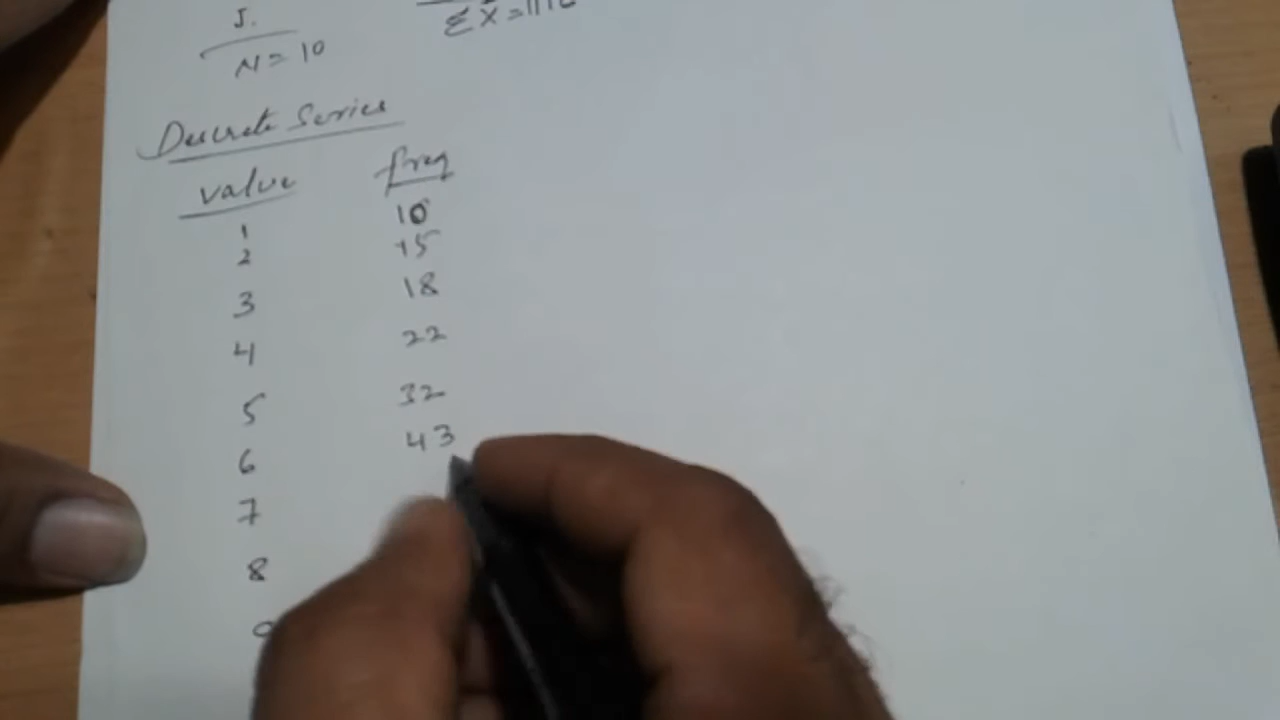 J.
N = 10
Discrete Series
value freq
1 10
2 15
3 18
4 22
5 32
6 43
7
8